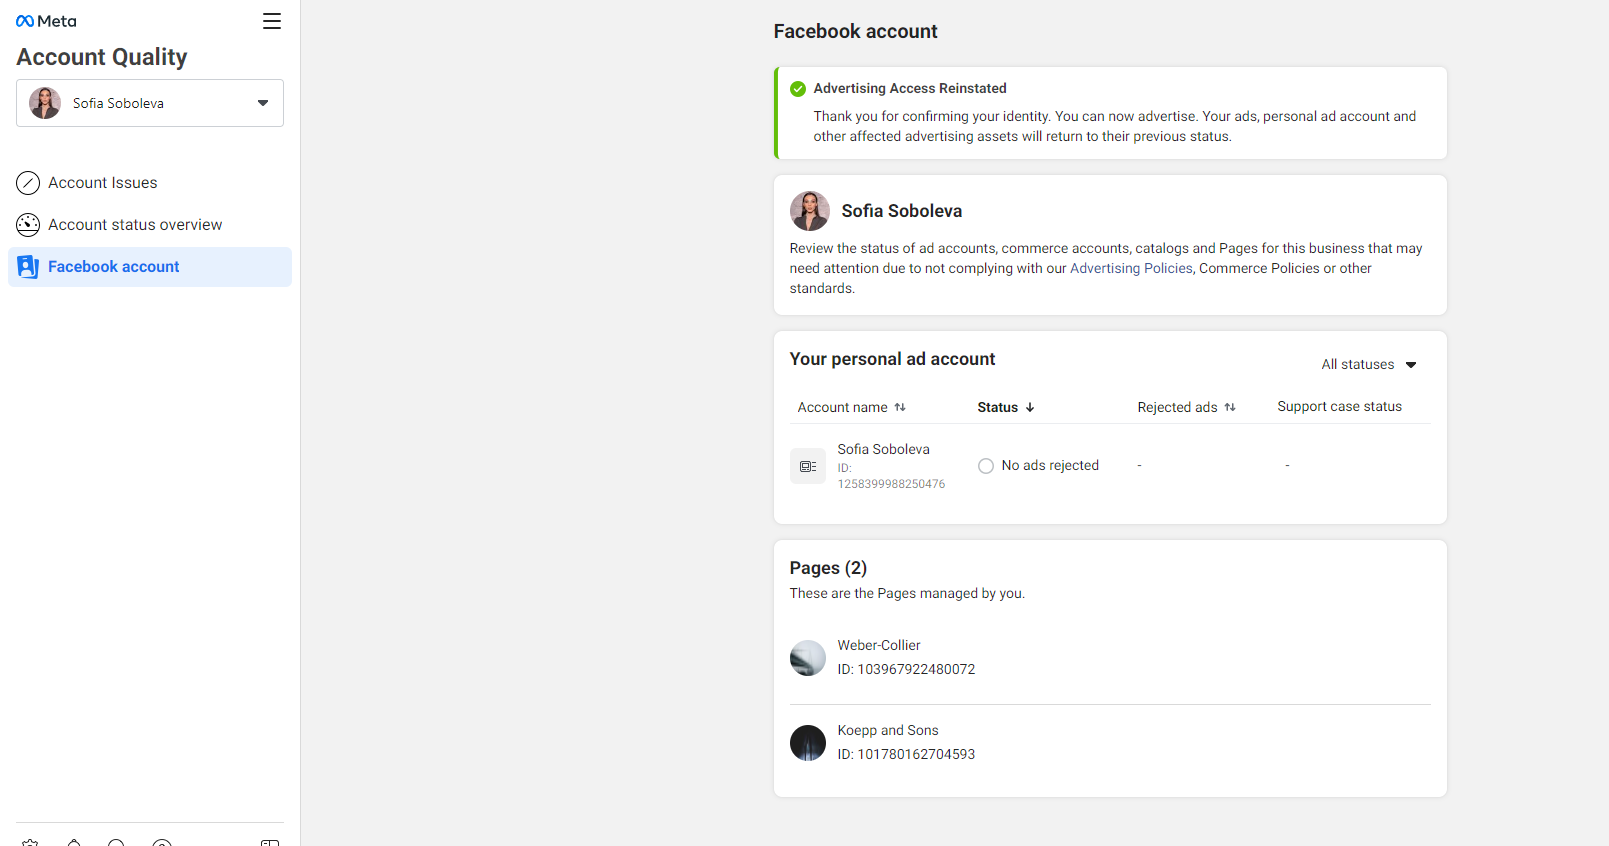 Meta
Account Quality
Sofia Soboleva
Account Issues
Account status overview
Facebook account
Facebook account
Advertising Access Reinstated
Thank you for confirming your identity. You can now advertise. Your ads, personal ad account and
other affected advertising assets will return to their previous status.
Sofia Soboleva
Review the status of ad accounts, commerce accounts, catalogs and Pages for this business that may
need attention due to not complying with our Advertising Policies, Commerce Policies or other
standards.
Your personal ad account
All statuses
Account name
Status
Rejected ads
Support case status
Sofia Soboleva
ID:
1258399988250476
No ads rejected
-
-
Pages (2)
These are the Pages managed by you.
Weber-Collier
ID: 103967922480072
Koepp and Sons
ID: 101780162704593